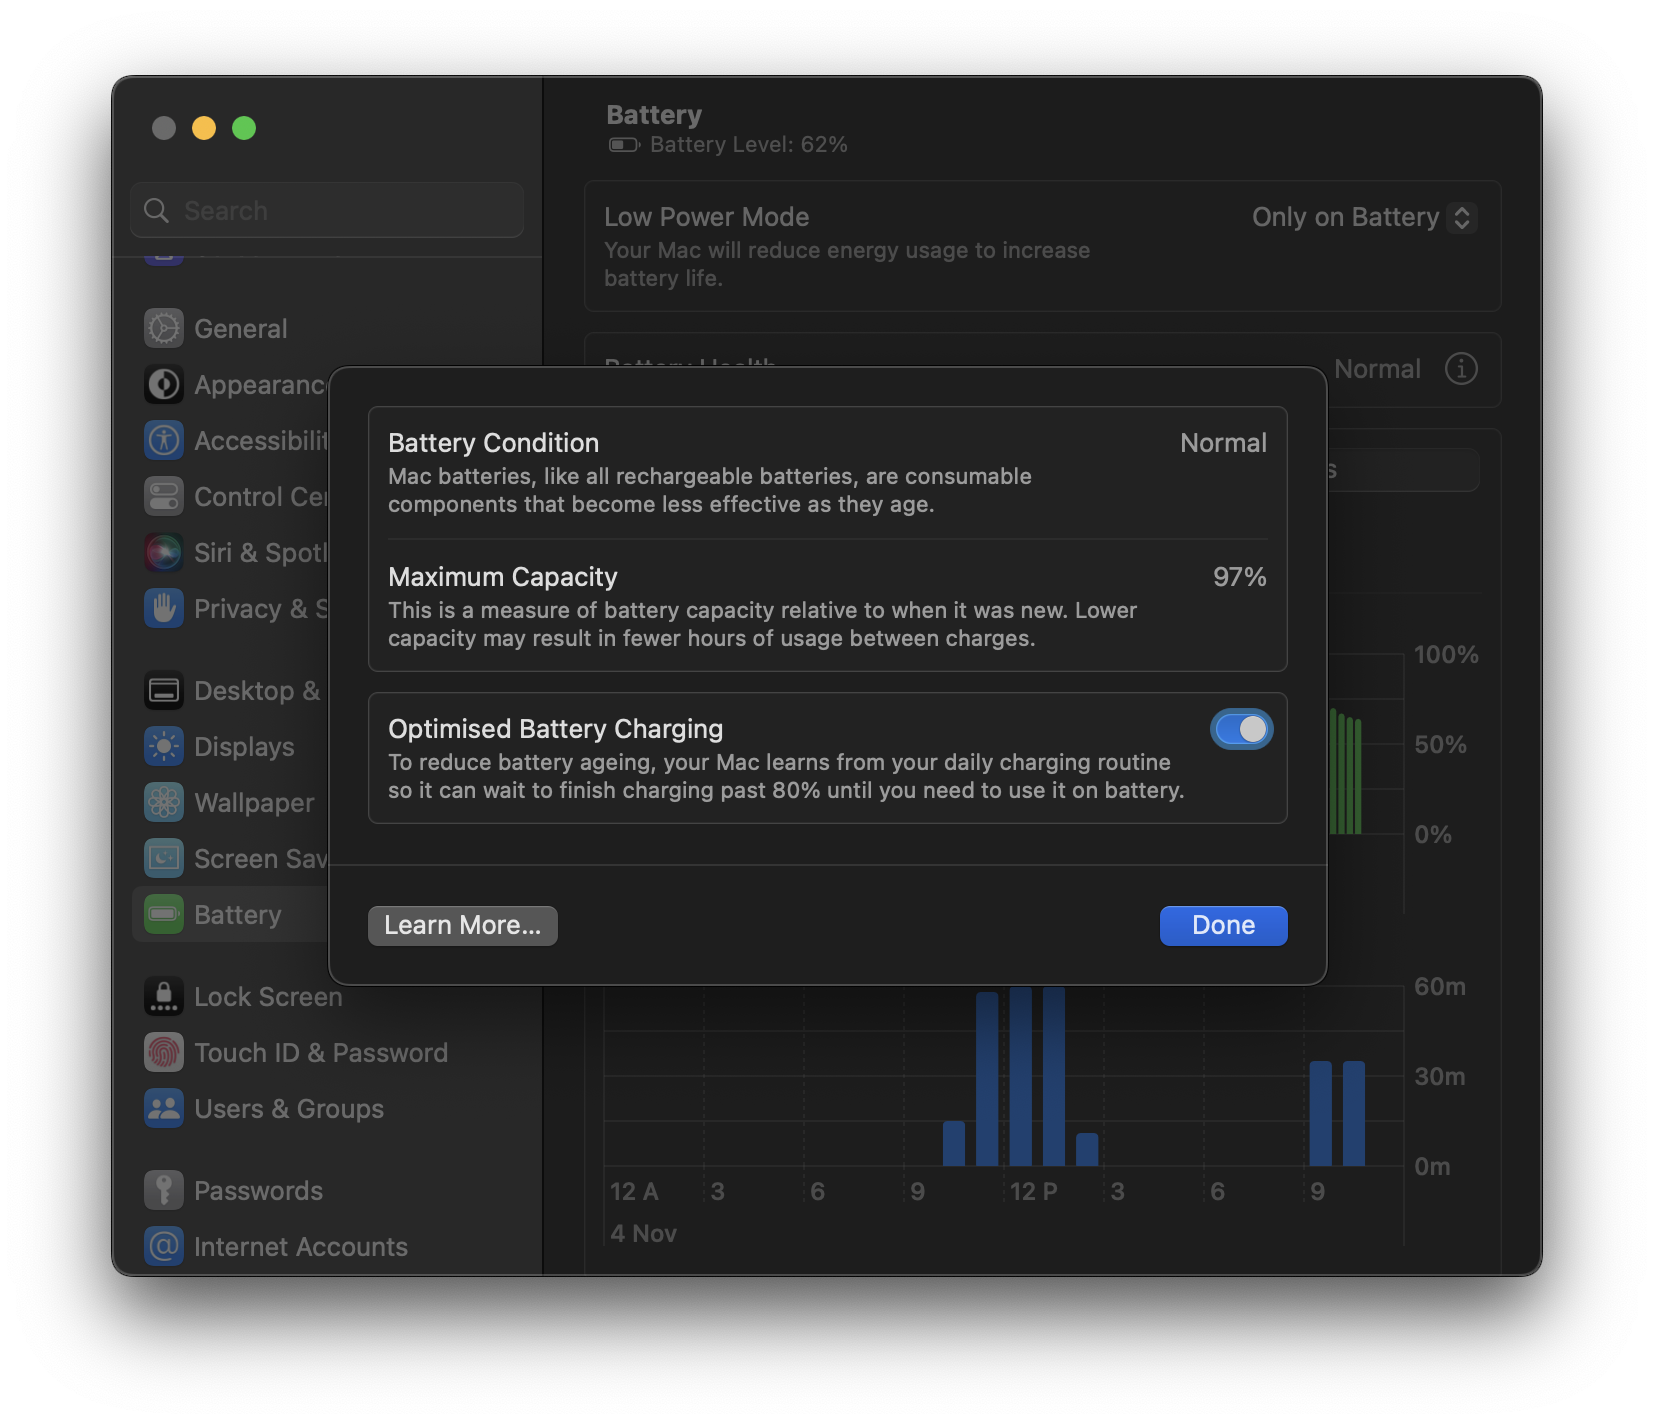 Search
General
Appearanc
Accessibilit
Control Ce
Siri & Spotl
Privacy & S
Desktop &
Displays
Wallpaper
Screen Sav
Battery
Lock Screen
Touch ID & Password
Users & Groups
Passwords
Internet Accounts
Battery
Battery Level: 62%
Low Power Mode
Only on Battery
Your Mac will reduce energy usage to increase
battery life.
Battery Health
Normal
Battery Condition
Normal
Mac batteries, like all rechargeable batteries, are consumable
components that become less effective as they age.
Maximum Capacity
97%
This is a measure of battery capacity relative to when it was new. Lower
capacity may result in fewer hours of usage between charges.
Optimised Battery Charging
To reduce battery ageing, your Mac learns from your daily charging routine
so it can wait to finish charging past 80% until you need to use it on battery.
Learn More...
Done
s
100%
50%
0%
60m
30m
0m
12 A 3 6 9 12 P 3 6 9
4 Nov